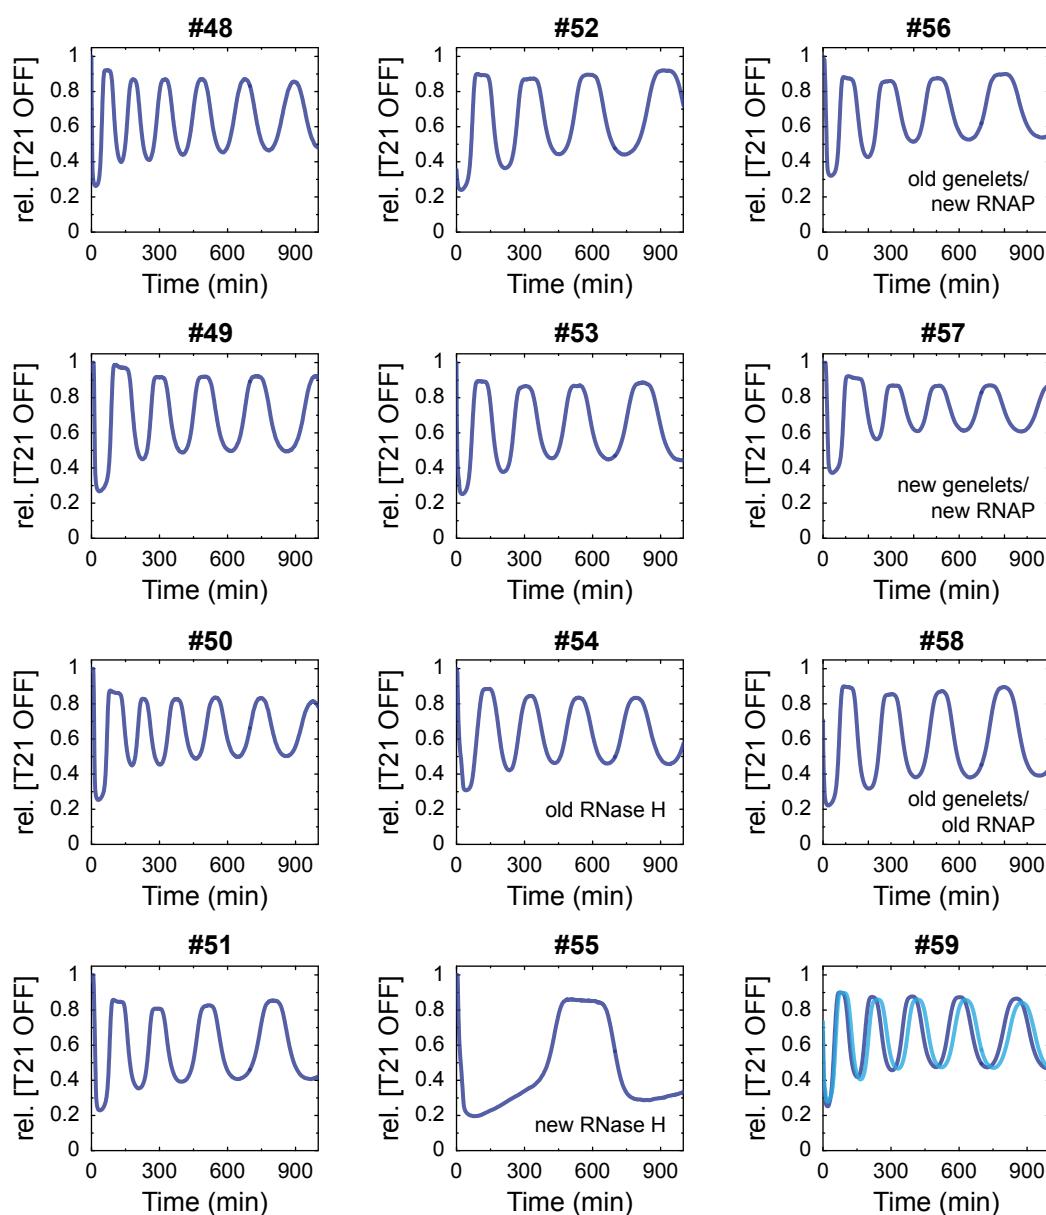 #48
#52
#56
rel. [T21 OFF]
1
0.8
0.6
0.4
0.2
0
0 300 600 900
Time (min)
rel. [T21 OFF]
1
0.8
0.6
0.4
0.2
0
0 300 600 900
Time (min)
rel. [T21 OFF]
1
0.8
0.6
0.4
0.2
0
old genelets/
new RNAP
0 300 600 900
Time (min)
#49
#53
#57
rel. [T21 OFF]
1
0.8
0.6
0.4
0.2
0
0 300 600 900
Time (min)
rel. [T21 OFF]
1
0.8
0.6
0.4
0.2
0
0 300 600 900
Time (min)
rel. [T21 OFF]
1
0.8
0.6
0.4
0.2
0
new genelets/
new RNAP
0 300 600 900
Time (min)
#50
#54
#58
rel. [T21 OFF]
1
0.8
0.6
0.4
0.2
0
0 300 600 900
Time (min)
rel. [T21 OFF]
1
0.8
0.6
0.4
0.2
0
old RNase H
0 300 600 900
Time (min)
rel. [T21 OFF]
1
0.8
0.6
0.4
0.2
0
old genelets/
old RNAP
0 300 600 900
Time (min)
#51
#55
#59
rel. [T21 OFF]
1
0.8
0.6
0.4
0.2
0
0 300 600 900
Time (min)
rel. [T21 OFF]
1
0.8
0.6
0.4
0.2
0
new RNase H
0 300 600 900
Time (min)
rel. [T21 OFF]
1
0.8
0.6
0.4
0.2
0
0 300 600 900
Time (min)